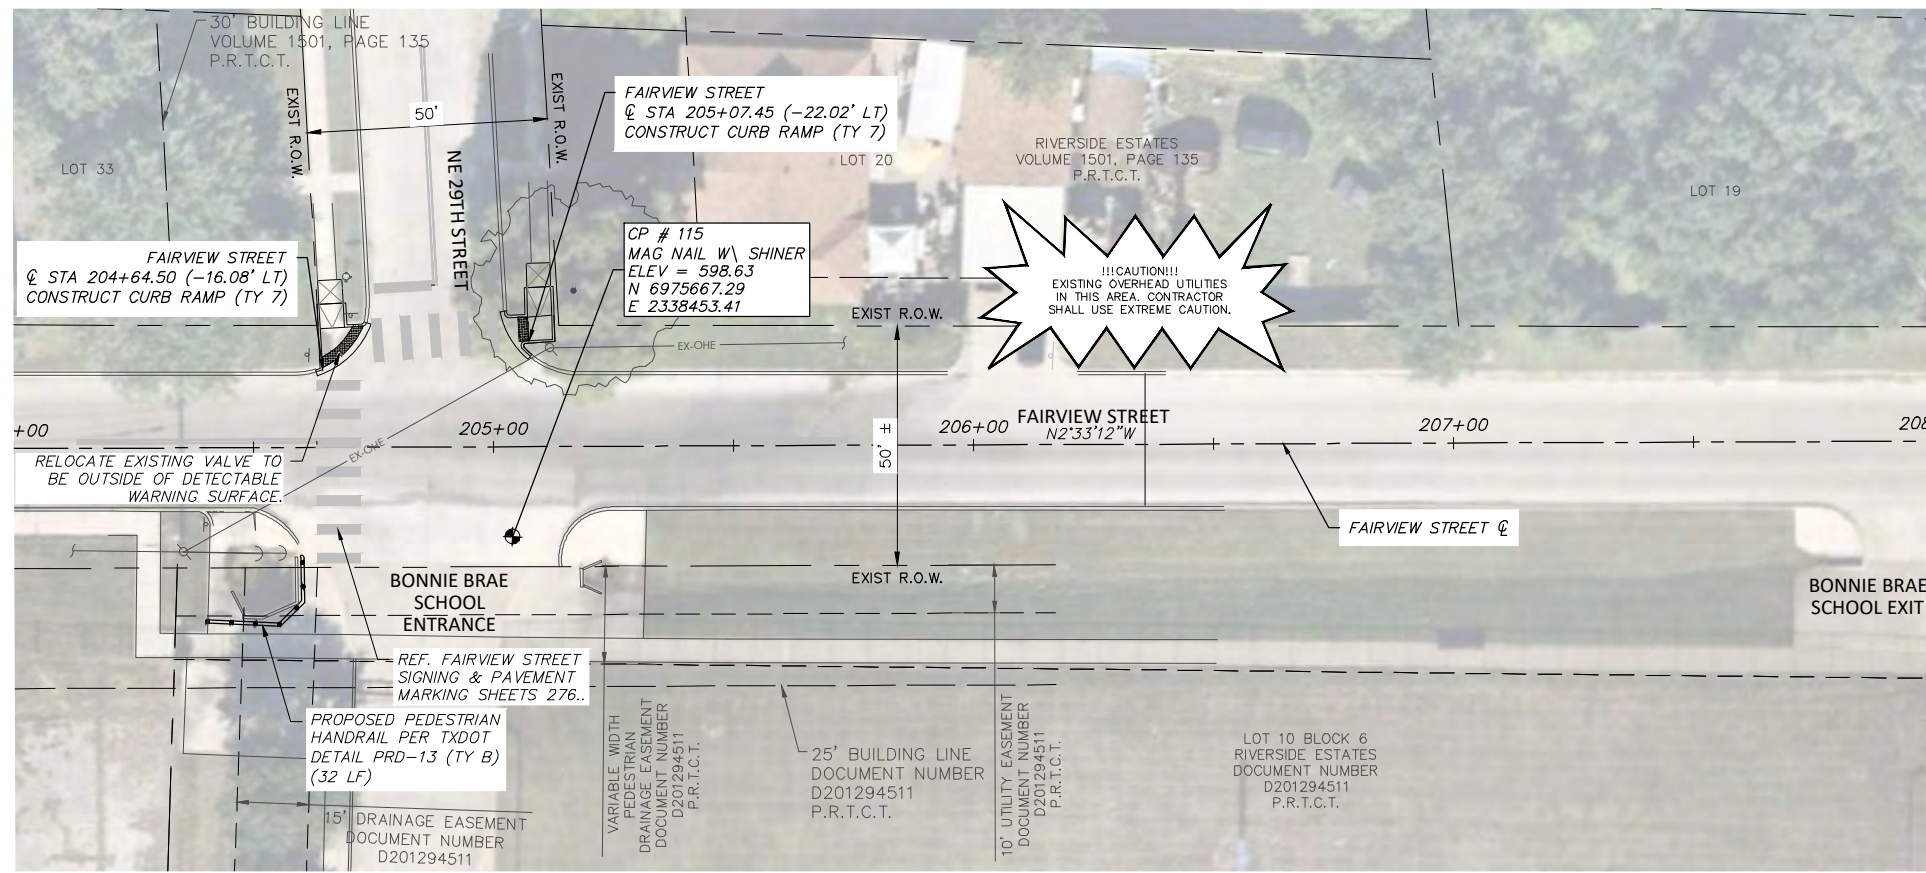 30' BUILDING LINE
VOLUME 1501, PAGE 135
P.R.T.C.T.
EXIST R.O.W.
50'
EXIST R.O.W.
FAIRVIEW STREET
℄ STA 205+07.45 (-22.02' LT)
CONSTRUCT CURB RAMP (TY 7)
LOT 33
NE 29TH STREET
LOT 20
RIVERSIDE ESTATES
VOLUME 1501, PAGE 135
P.R.T.C.T.
LOT 19
FAIRVIEW STREET
℄ STA 204+64.50 (-16.08' LT)
CONSTRUCT CURB RAMP (TY 7)
CP # 115
MAG NAIL W\ SHINER
ELEV = 598.63
N 6975667.29
E 2338453.41
!!!CAUTION!!!
EXISTING OVERHEAD UTILITIES
IN THIS AREA. CONTRACTOR
SHALL USE EXTREME CAUTION.
EXIST R.O.W.
EX-OHE
+00
205+00
206+00
FAIRVIEW STREET
N2°33'12"W
207+00
208
EX-OHE
50' ±
RELOCATE EXISTING VALVE TO
BE OUTSIDE OF DETECTABLE
WARNING SURFACE.
FAIRVIEW STREET ℄
BONNIE BRAE
SCHOOL
ENTRANCE
EXIST R.O.W.
BONNIE BRAE
SCHOOL EXIT
REF. FAIRVIEW STREET
SIGNING & PAVEMENT
MARKING SHEETS 276..
PROPOSED PEDESTRIAN
HANDRAIL PER TXDOT
DETAIL PRD-13 (TY B)
(32 LF)
VARIABLE WIDTH
PEDESTRIAN
DRAINAGE EASEMENT
DOCUMENT NUMBER
D201294511
P.R.T.C.T.
25' BUILDING LINE
DOCUMENT NUMBER
D201294511
P.R.T.C.T.
10' UTILITY EASEMENT
DOCUMENT NUMBER
D201294511
P.R.T.C.T.
LOT 10 BLOCK 6
RIVERSIDE ESTATES
DOCUMENT NUMBER
D201294511
P.R.T.C.T.
15' DRAINAGE EASEMENT
DOCUMENT NUMBER
D201294511